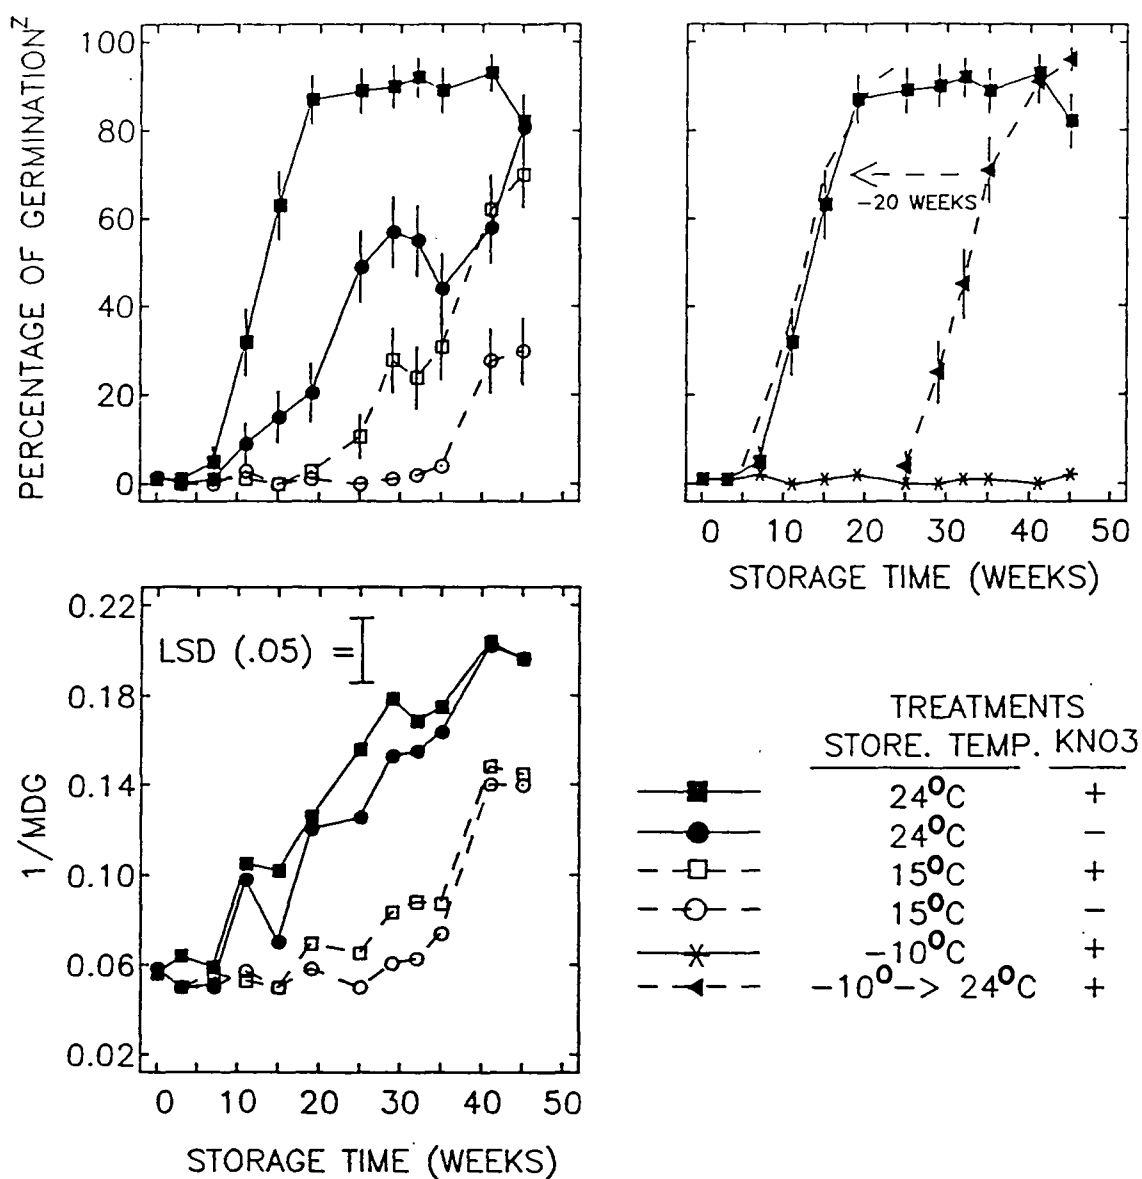 PERCENTAGE OF GERMINATIONᶻ
100
80
60
40
20
0
-20 WEEKS
0 10 20 30 40 50
STORAGE TIME (WEEKS)
1/MDG
0.22
0.18
0.14
0.10
0.06
0.02
LSD (.05) =
0 10 20 30 40 50
STORAGE TIME (WEEKS)
TREATMENTS
STORE. TEMP. KNO3
24°C +
24°C −
15°C +
15°C −
-10°C +
-10°-> 24°C +